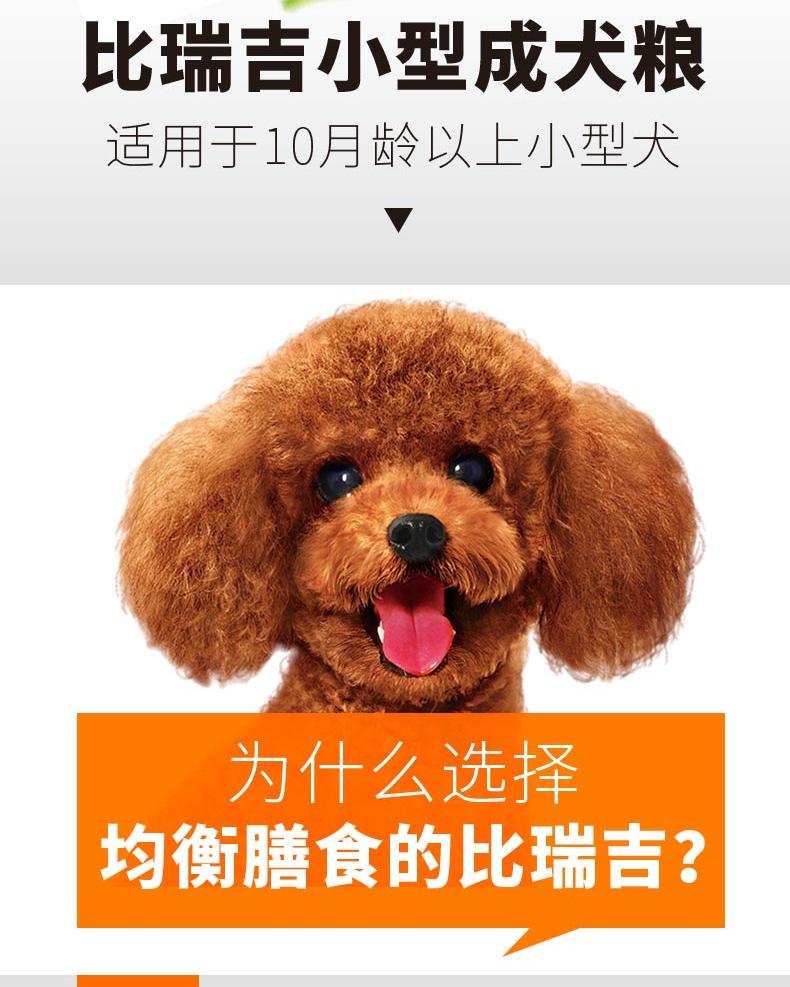 比瑞吉小型成犬粮
适用于10月龄以上小型犬
为什么选择
均衡膳食的比瑞吉？